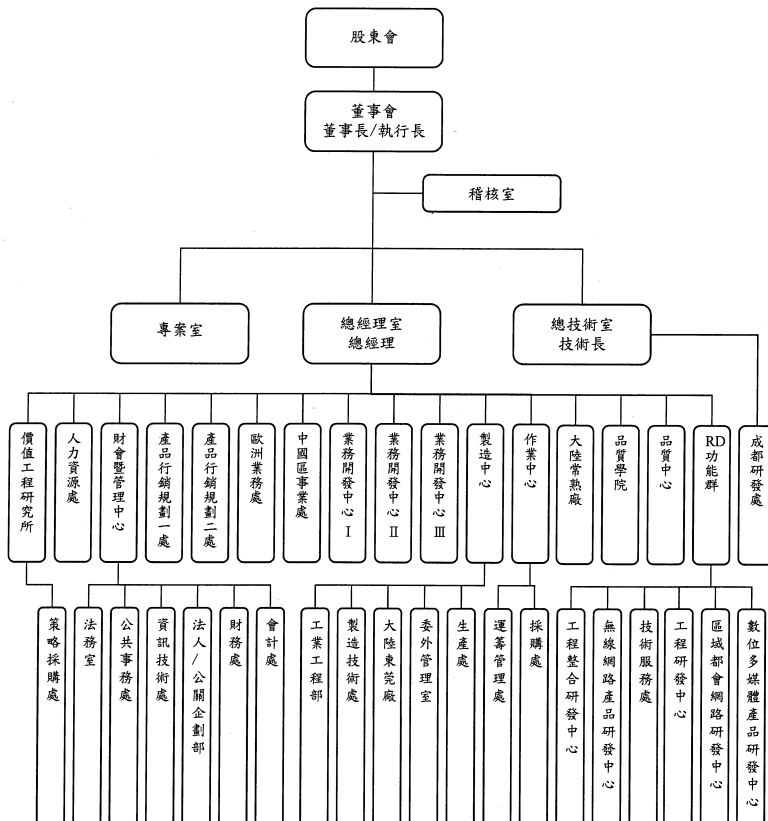 股東會
董事會
董事長/執行長
稽核室
專案室
總經理室
總經理
總技術室
技術長
價值工程研究所
人力資源處
財會暨管理中心
產品行銷規劃一處
產品行銷規劃二處
歐洲業務處
中國區事業處
業務開發中心Ⅰ
業務開發中心Ⅱ
業務開發中心Ⅲ
製造中心
作業中心
大陸常熟廠
品質學院
品質中心
RD功能群
成都研發處
策略採購處
法務室
公共事務處
資訊技術處
法人/公關企劃部
財務處
會計處
工業工程部
製造技術處
大陸東莞廠
委外管理室
生產處
運籌管理處
採購處
工程整合研發中心
無線網路產品研發中心
技術服務處
工程研發中心
區域都會網路研發中心
數位多媒體產品研發中心